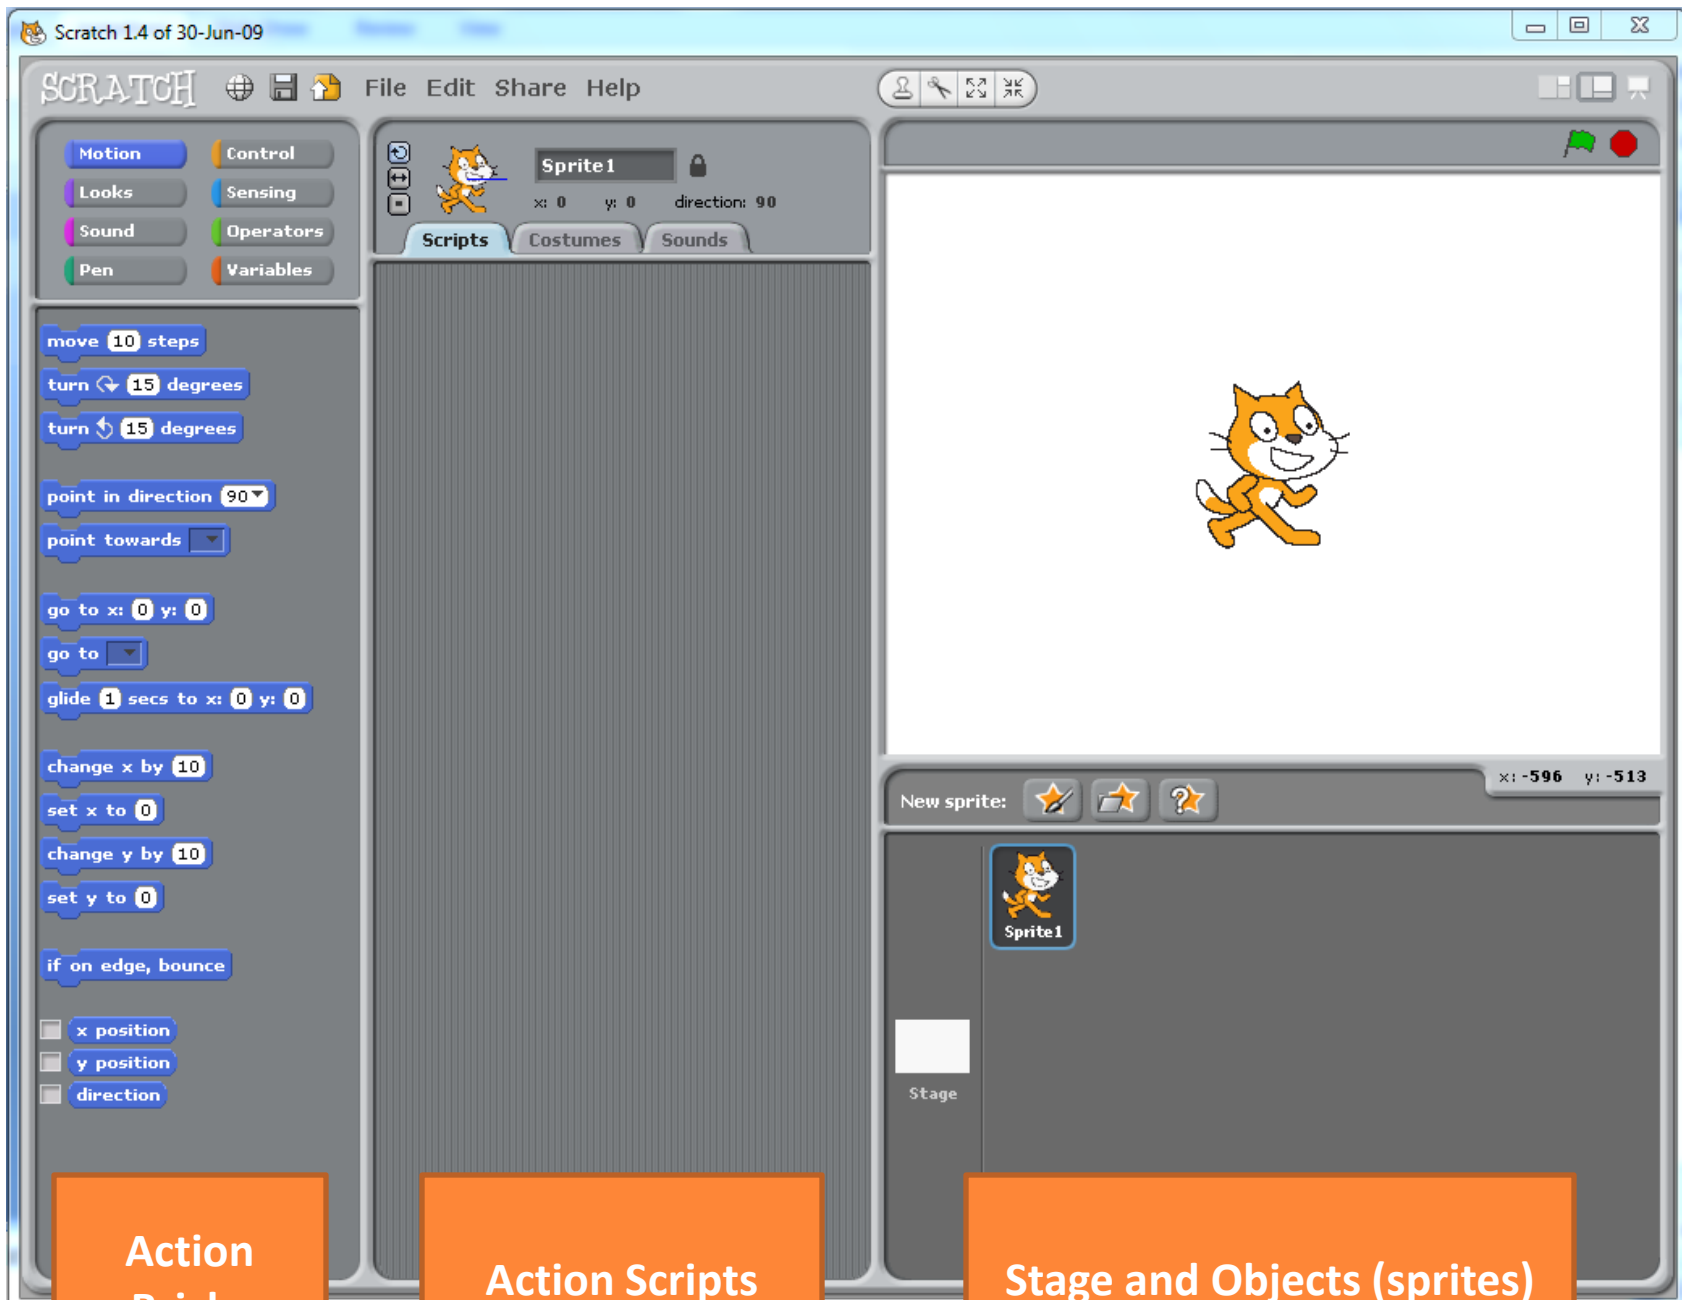 Scratch 1.4 of 30-Jun-09
SCRATCH File Edit Share Help
Motion Control
Looks Sensing
Sound Operators
Pen Variables
Sprite1
x: 0 y: 0 direction: 90
Scripts Costumes Sounds
move 10 steps
turn 15 degrees
turn 15 degrees
point in direction 90
point towards
go to x: 0 y: 0
go to
glide 1 secs to x: 0 y: 0
change x by 10
set x to 0
change y by 10
set y to 0
if on edge, bounce
x position
y position
direction
x: -596 y: -513
New sprite:
Sprite1
Stage
Action
Action Scripts
Stage and Objects (sprites)